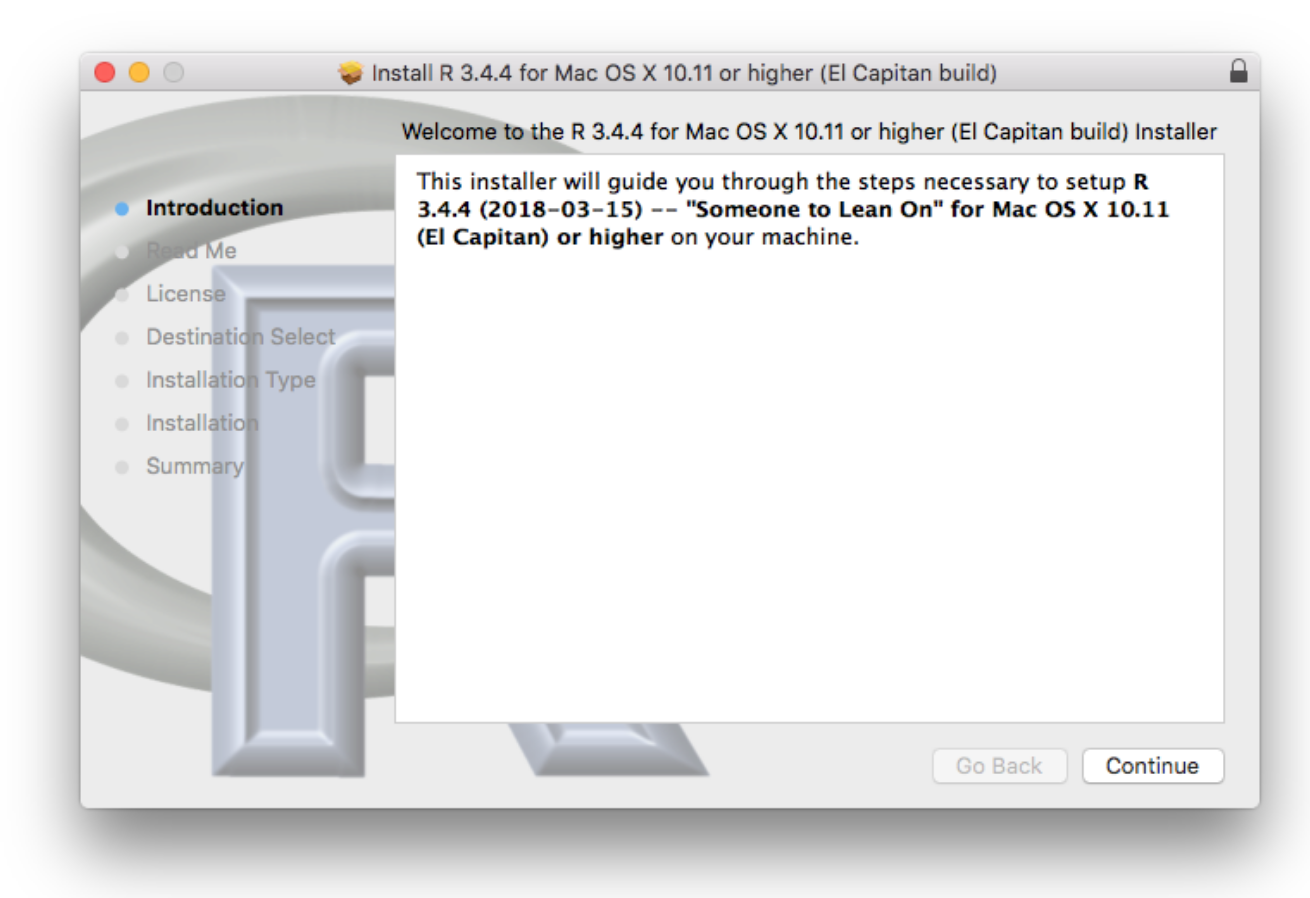 Install R 3.4.4 for Mac OS X 10.11 or higher (El Capitan build)
Welcome to the R 3.4.4 for Mac OS X 10.11 or higher (El Capitan build) Installer
Introduction
Read Me
License
Destination Select
Installation Type
Installation
Summary
This installer will guide you through the steps necessary to setup R
3.4.4 (2018-03-15) -- "Someone to Lean On" for Mac OS X 10.11
(El Capitan) or higher on your machine.
R
Go Back
Continue